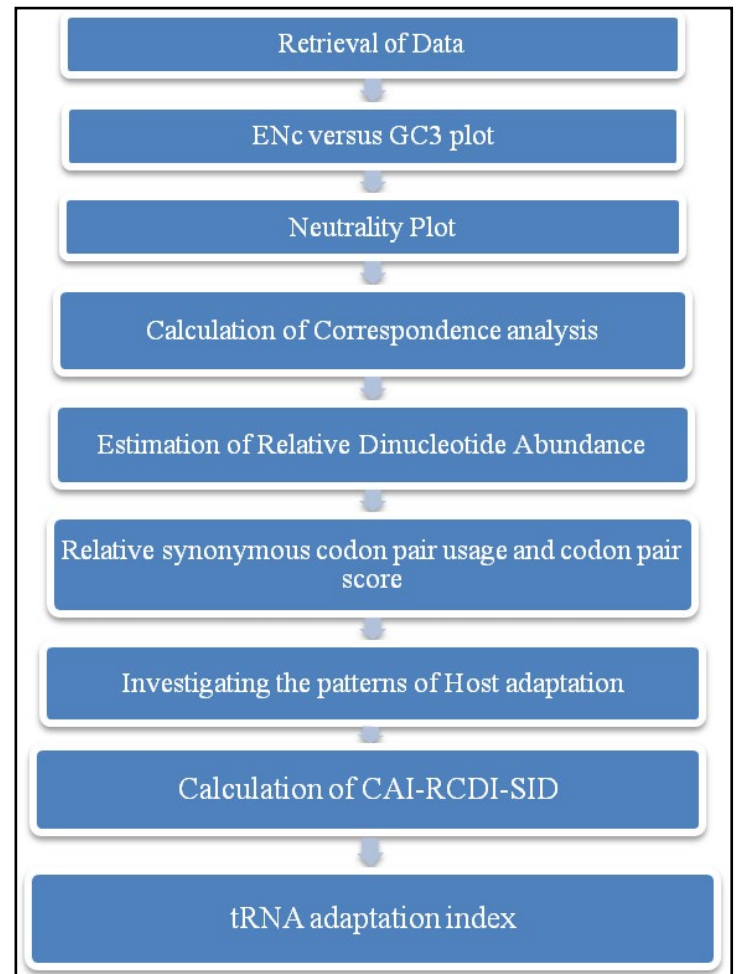 Retrieval of Data
ENc versus GC3 plot
Neutrality Plot
Calculation of Correspondence analysis
Estimation of Relative Dinucleotide Abundance
Relative synonymous codon pair usage and codon pair
score
Investigating the patterns of Host adaptation
Calculation of CAI-RCDI-SID
tRNA adaptation index